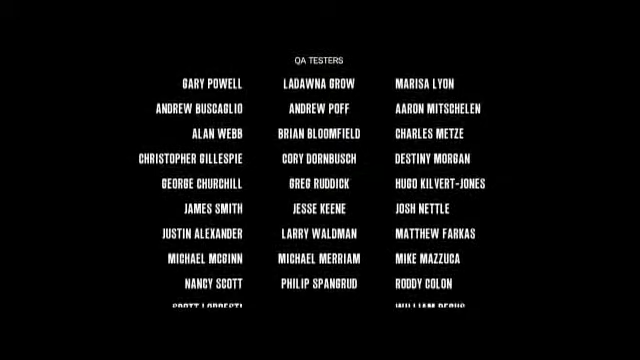 QA TESTERS
GARY POWELL LADAWNA GROW MARISA LYON
ANDREW BUSCAGLIO ANDREW POFF AARON MITSCHELEN
ALAN WEBB BRIAN BLOOMFIELD CHARLES METZE
CHRISTOPHER GILLESPIE CORY DORNBUSCH DESTINY MORGAN
GEORGE CHURCHILL GREG RUDDICK HUGO KILVERT-JONES
JAMES SMITH JESSE KEENE JOSH NETTLE
JUSTIN ALEXANDER LARRY WALDMAN MATTHEW FARKAS
MICHAEL MCGINN MICHAEL MERRIAM MIKE MAZZUCA
NANCY SCOTT PHILIP SPANGRUD RODDY COLON
SCOTT WILLIAM